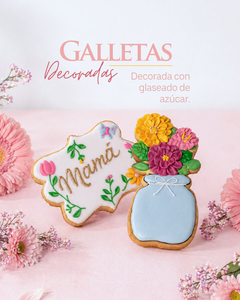 GALLETAS
Decoradas
Decorada con
glaseado de
azúcar.
Mamá